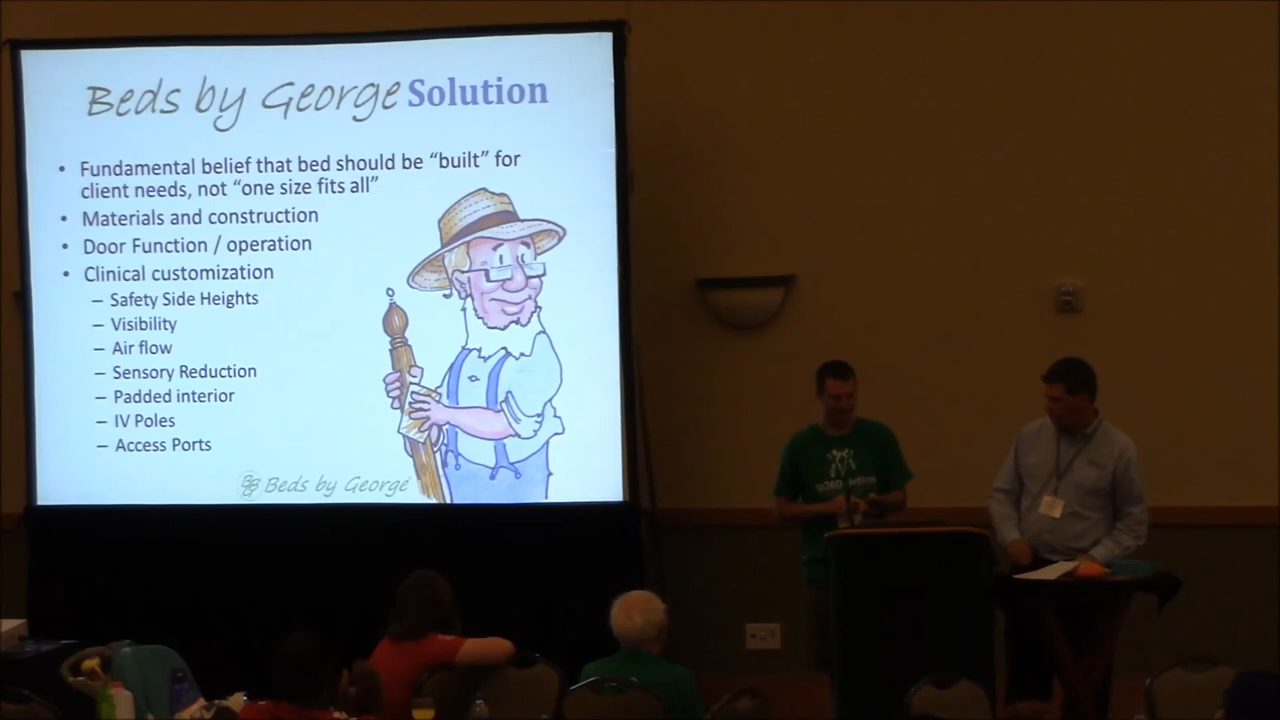 Beds by George Solution
• Fundamental belief that bed should be “built” for
client needs, not “one size fits all”
• Materials and construction
• Door Function / operation
• Clinical customization
– Safety Side Heights
– Visibility
– Air flow
– Sensory Reduction
– Padded interior
– IV Poles
– Access Ports
Beds by George